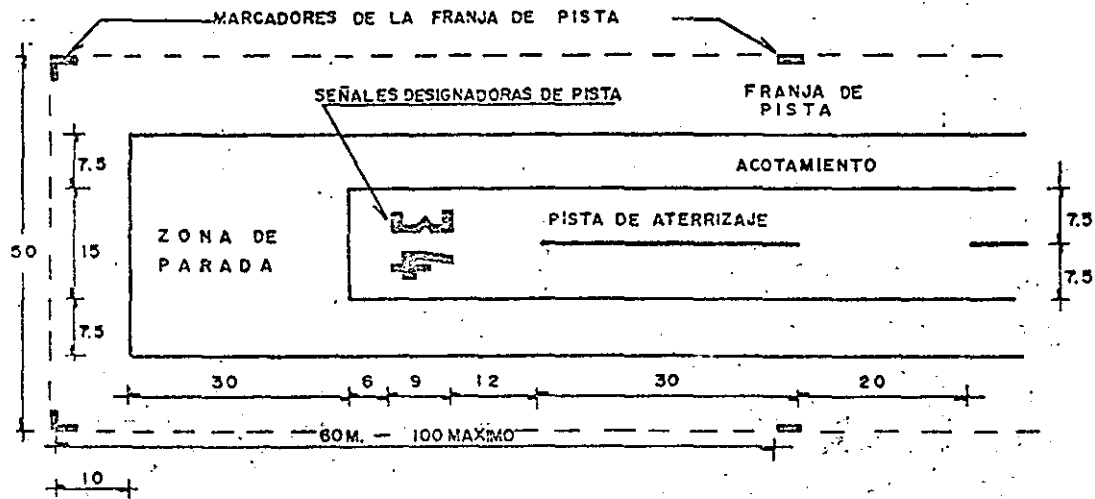 MARCADORES DE LA FRANJA DE PISTA
SEÑALES DESIGNADORAS DE PISTA
FRANJA DE
PISTA
7.5
ACOTAMIENTO
PISTA DE ATERRIZAJE
7.5
50
15
ZONA DE
PARADA
7.5
7.5
30
6
9
12
30
20
60M. - 100 MAXIMO
10